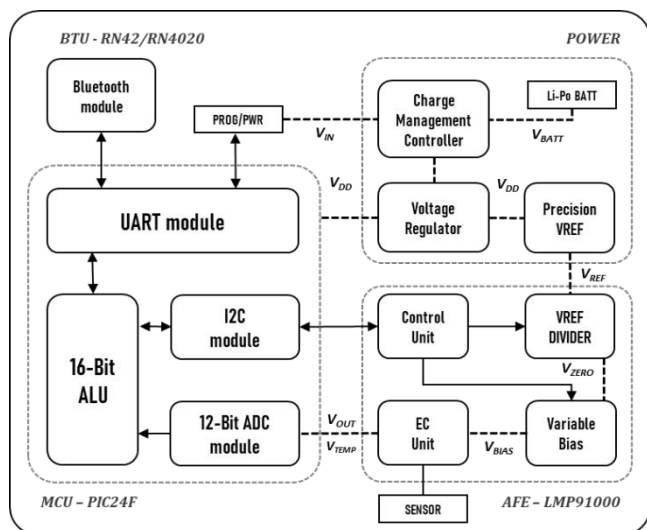 BTU - RN42/RN4020
POWER
Bluetooth
module
PROG/PWR
V_IN
Charge
Management
Controller
Li-Po BATT
V_BATT
UART module
V_DD
Voltage
Regulator
V_DD
Precision
VREF
V_REF
16-Bit
ALU
I2C
module
Control
Unit
VREF
DIVIDER
V_ZERO
12-Bit ADC
module
V_OUT
V_TEMP
EC
Unit
V_BIAS
Variable
Bias
MCU – PIC24F
SENSOR
AFE – LMP91000